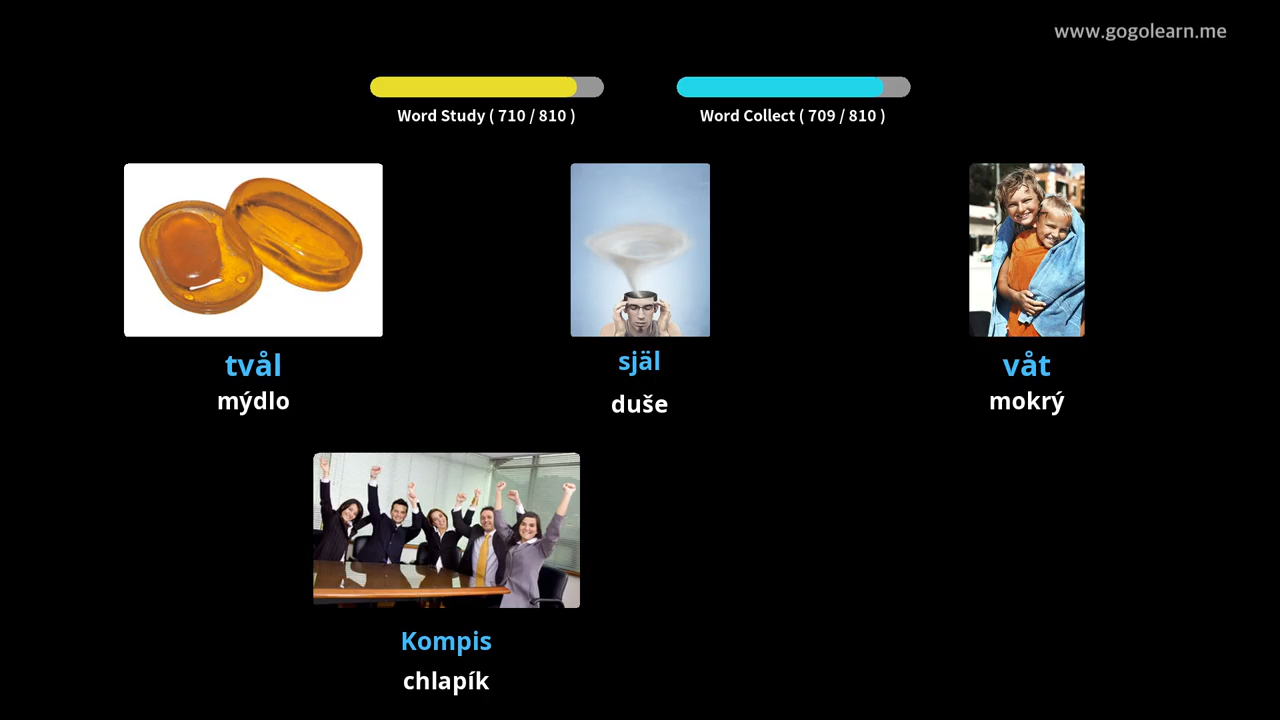 www.gogolearn.me
Word Study ( 710 / 810 )
Word Collect ( 709 / 810 )
tvål
mýdlo
själ
duše
våt
mokrý
Kompis
chlapík